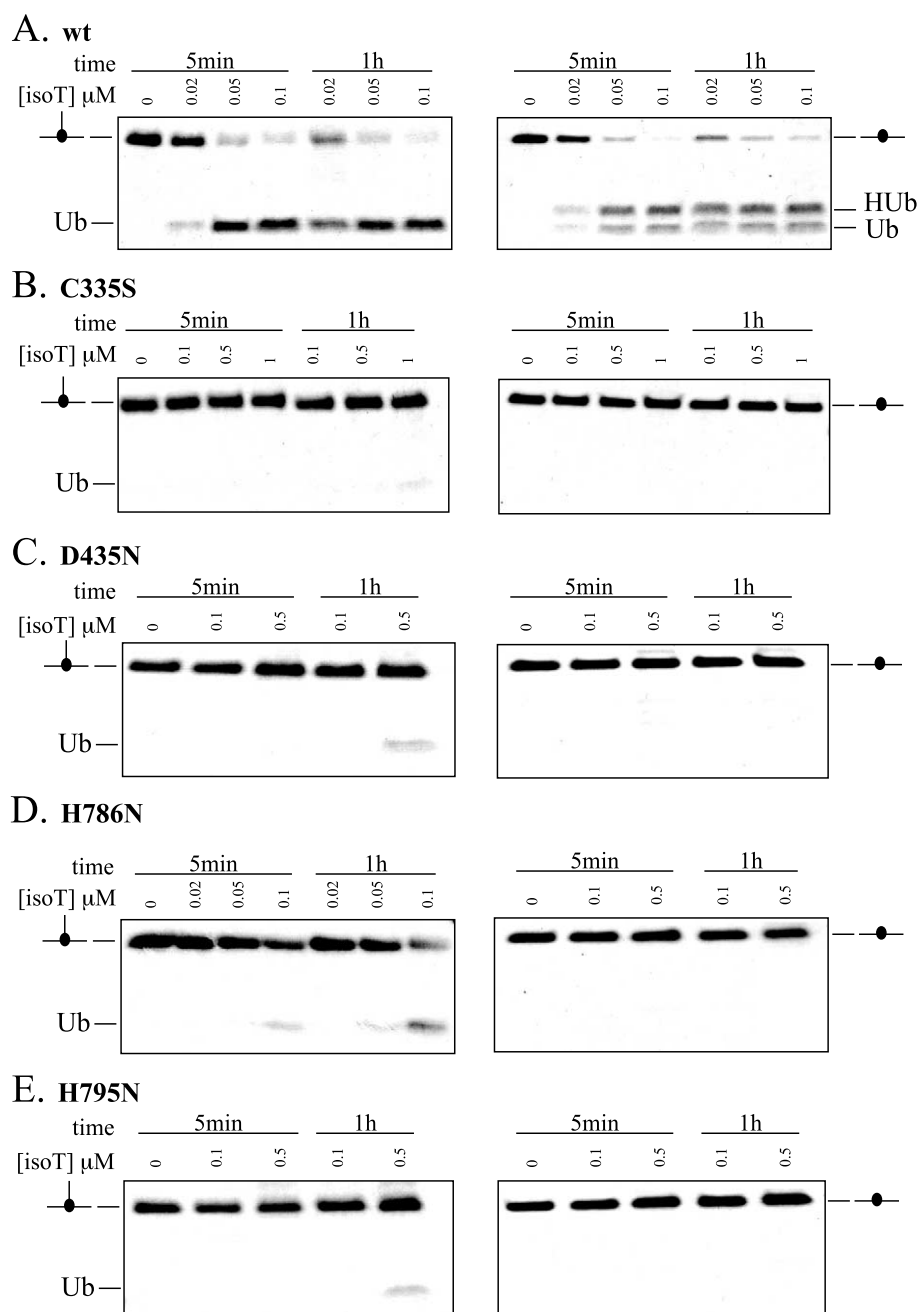 A. wt
time 5min 1h 5min 1h
[isoT] μM 0 0.02 0.05 0.1 0.02 0.05 0.1 0 0.02 0.05 0.1 0.02 0.05 0.1
Ub HUb
Ub
B. C335S
time 5min 1h 5min 1h
[isoT] μM 0 0.1 0.5 1 0.1 0.5 1 0 0.1 0.5 1 0.1 0.5 1
Ub
C. D435N
time 5min 1h 5min 1h
[isoT] μM 0 0.1 0.5 0.1 0.5 0 0.1 0.5 0.1 0.5
Ub
D. H786N
time 5min 1h 5min 1h
[isoT] μM 0 0.02 0.05 0.1 0.02 0.05 0.1 0 0.1 0.5 0.1 0.5
Ub
E. H795N
time 5min 1h 5min 1h
[isoT] μM 0 0.1 0.5 0.1 0.5 0 0.1 0.5 0.1 0.5
Ub